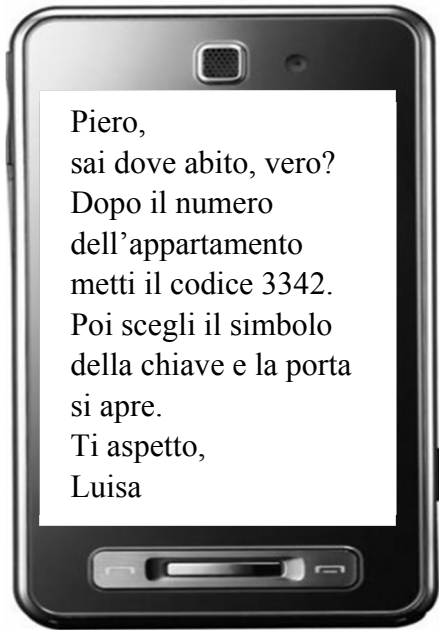 Piero,
sai dove abito, vero?
Dopo il numero
dell’appartamento
metti il codice 3342.
Poi scegli il simbolo
della chiave e la porta
si apre.
Ti aspetto,
Luisa